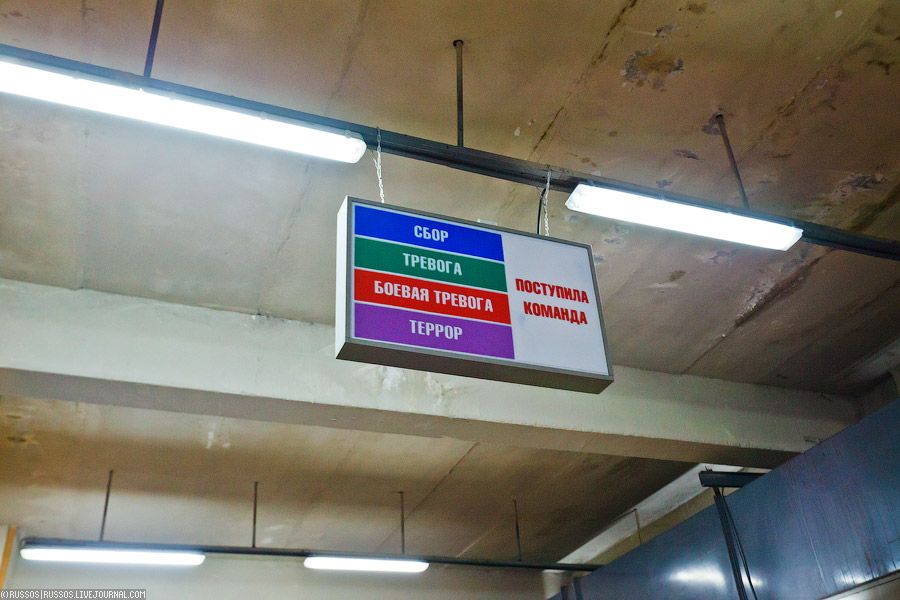 СБОР
ТРЕВОГА
БОЕВАЯ ТРЕВОГА
ТЕРРОР
ПОСТУПИЛА
КОМАНДА
©RUSSOS|RUSSOS.LIVEJOURNAL.COM